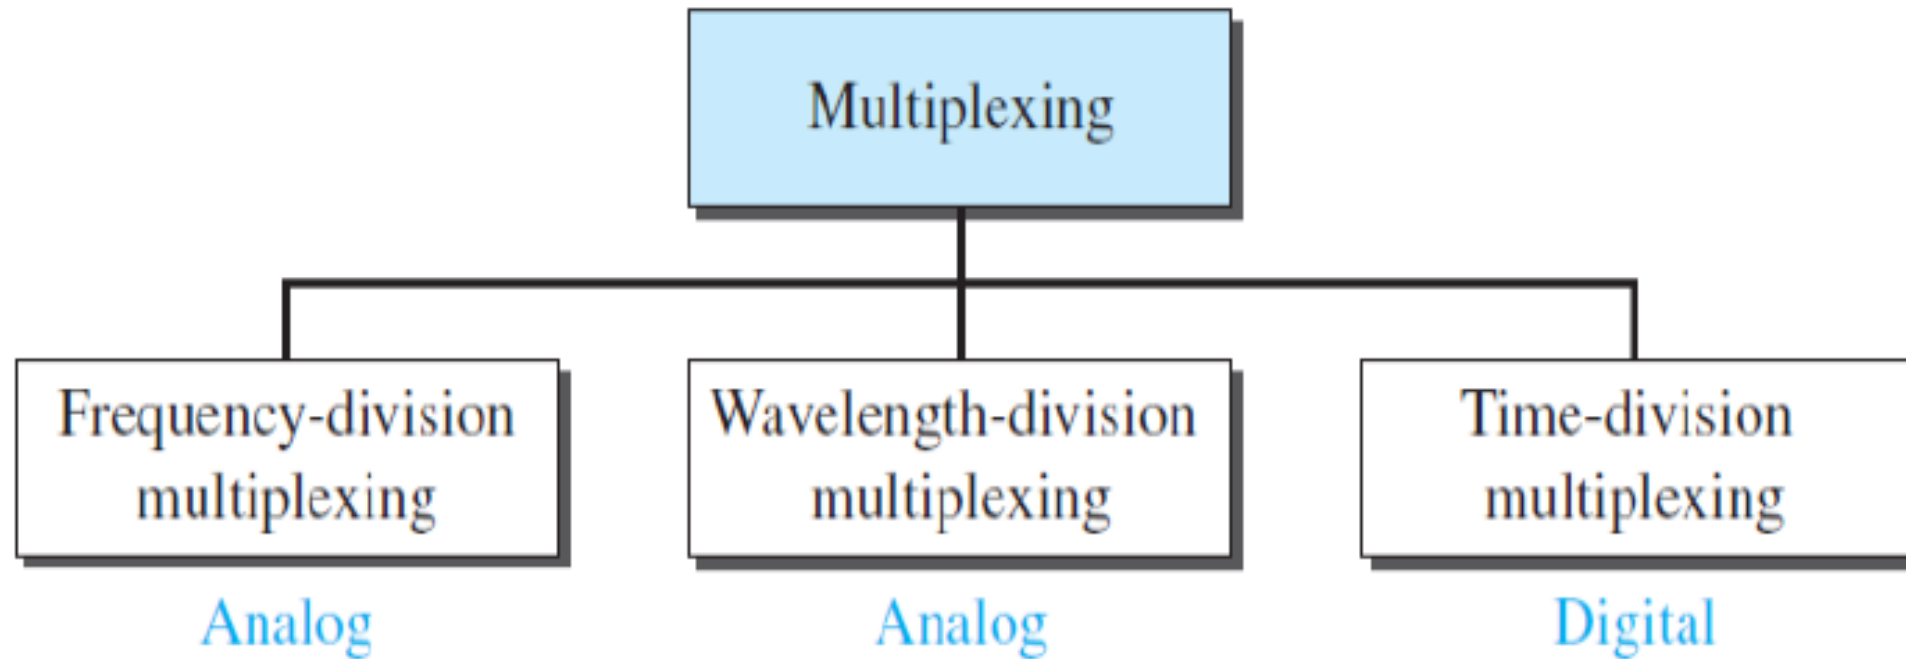 Multiplexing
Frequency-division
multiplexing
Wavelength-division
multiplexing
Time-division
multiplexing
Analog
Analog
Digital